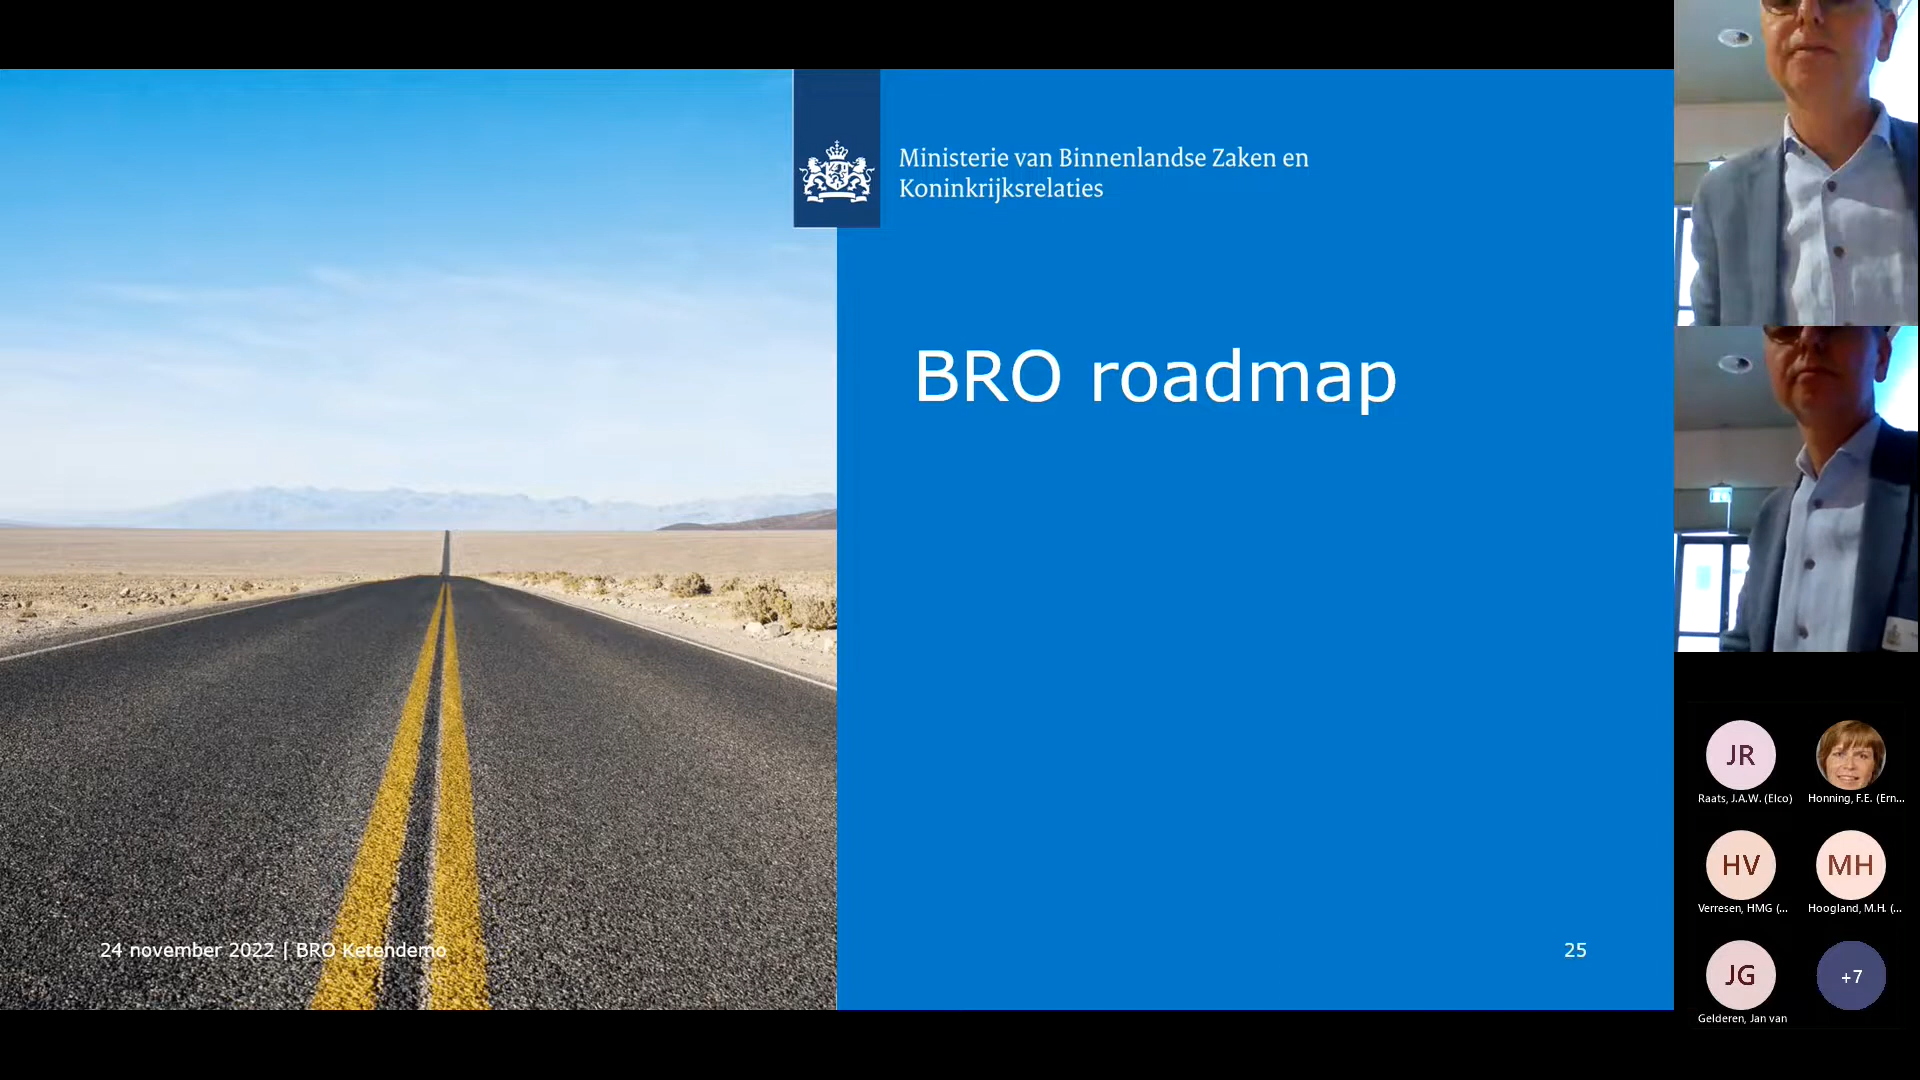 Ministerie van Binnenlandse Zaken en
Koninkrijksrelaties
BRO roadmap
24 november 2022 | BRO Ketendemo
25
JR
Raats, J.A.W. (Elco)
Honning, F.E. (Ern...
HV
Verresen, HMG (...
MH
Hoogland, M.H. (...
JG
Gelderen, Jan van
+7